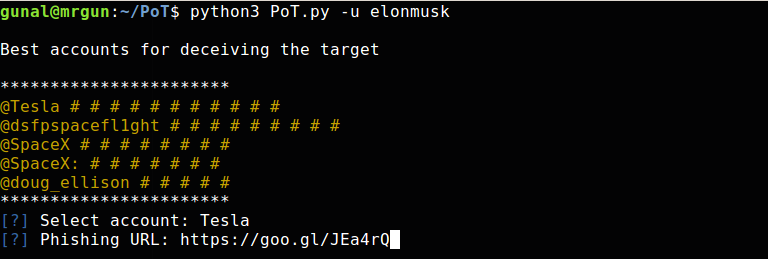 gunal@mrgun:~/PoT$ python3 PoT.py -u elonmusk
Best accounts for deceiving the target
***********************
@Tesla # # # # # # # # # # #
@dsfpspacefl1ght # # # # # # # # #
@SpaceX # # # # # # # #
@SpaceX: # # # # # # #
@doug_ellison # # # # #
***********************
[?] Select account: Tesla
[?] Phishing URL: https://goo.gl/JEa4rQ